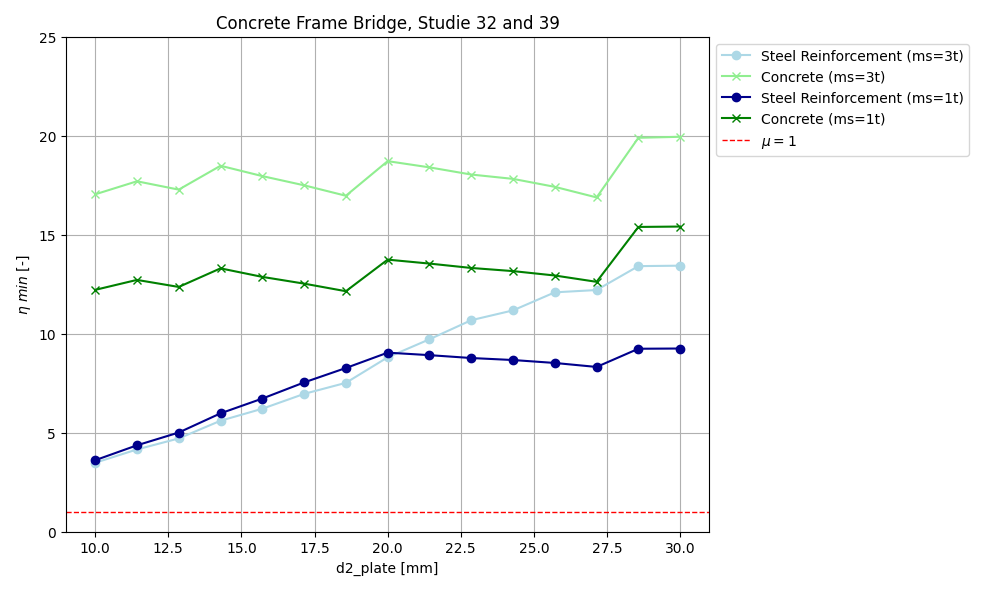 Concrete Frame Bridge, Studie 32 and 39
25
20
15
10
5
0
η min [-]
10.0 12.5 15.0 17.5 20.0 22.5 25.0 27.5 30.0
d2_plate [mm]
Steel Reinforcement (ms=3t)
Concrete (ms=3t)
Steel Reinforcement (ms=1t)
Concrete (ms=1t)
μ = 1